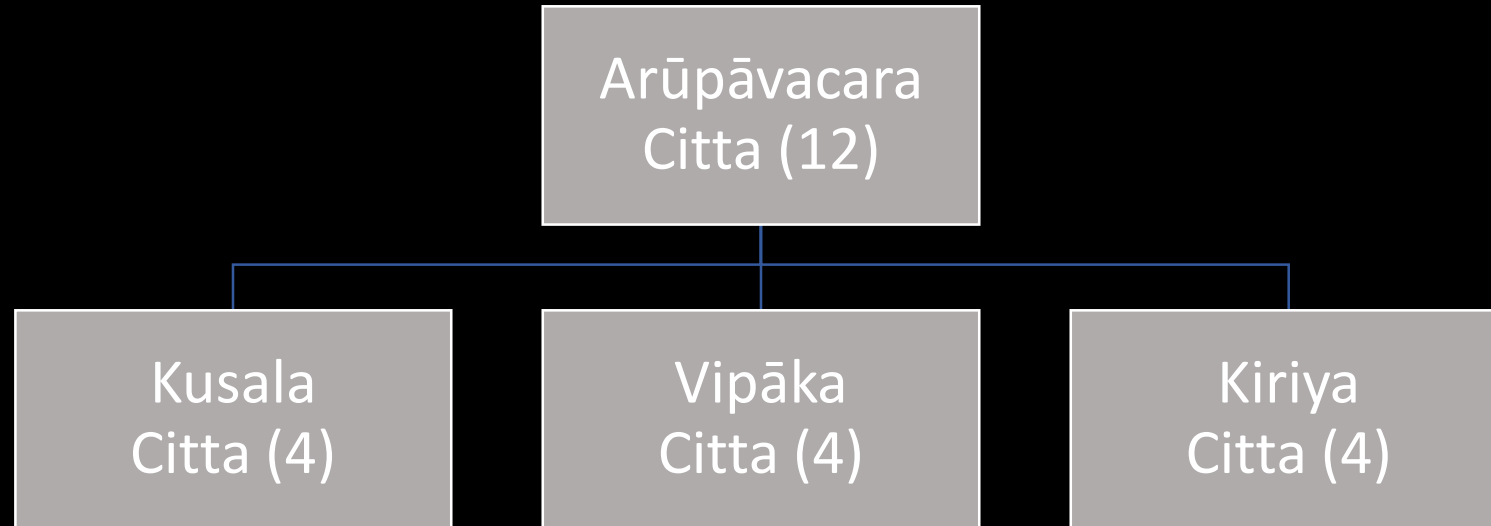 Arūpāvacara
Citta (12)
Kusala
Citta (4)
Vipāka
Citta (4)
Kiriya
Citta (4)